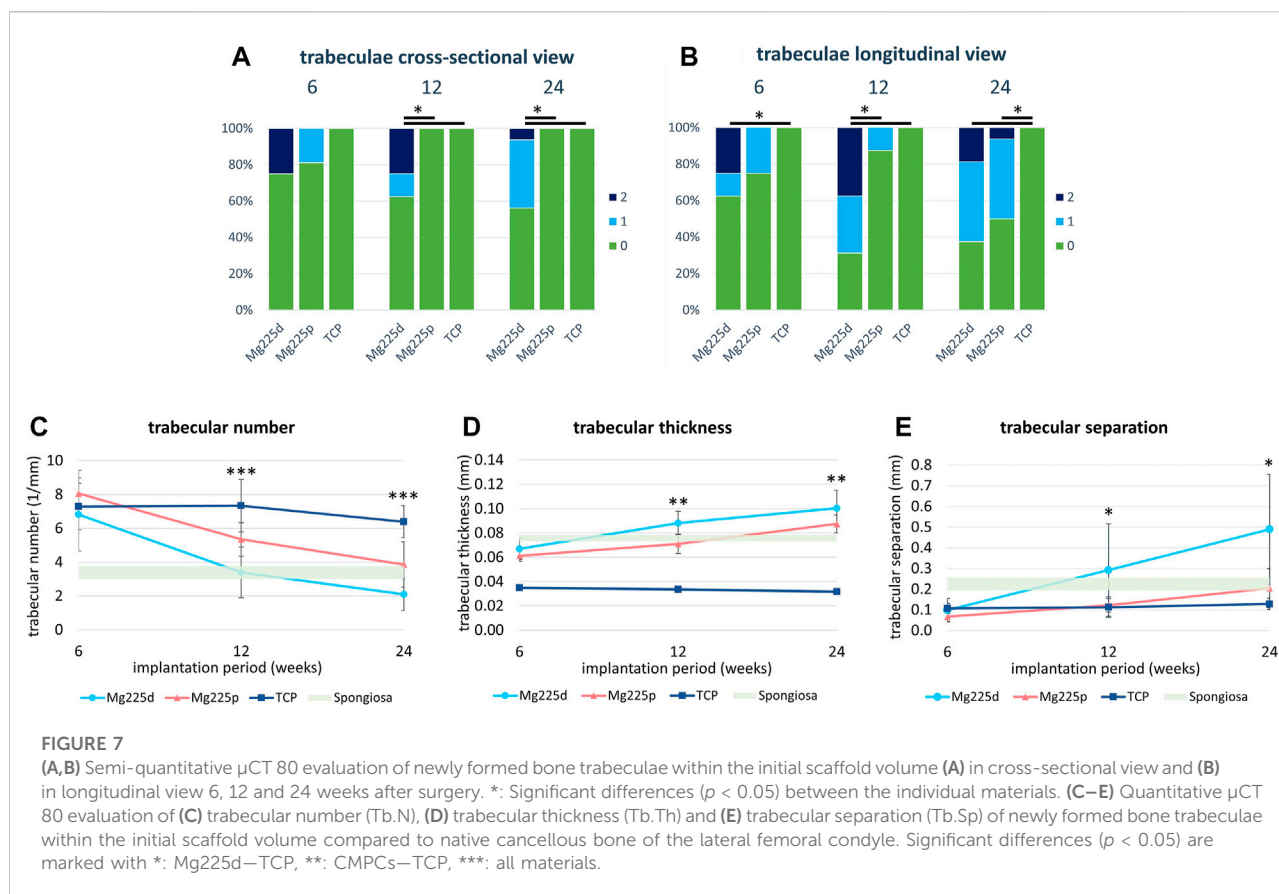 A
trabeculae cross-sectional view
6
12
24
*
*
100%
80%
60%
40%
20%
0%
2
1
0
Mg225d
Mg225p
TCP
Mg225d
Mg225p
TCP
Mg225d
Mg225p
TCP
B
trabeculae longitudinal view
6
12
24
*
*
*
100%
80%
60%
40%
20%
0%
2
1
0
Mg225d
Mg225p
TCP
Mg225d
Mg225p
TCP
Mg225d
Mg225p
TCP
C
trabecular number
trabecular number (1/mm)
10
8
6
4
2
0
***
***
6
12
24
implantation period (weeks)
Mg225d
Mg225p
TCP
Spongiosa
D
trabecular thickness
trabecular thickness (mm)
0.14
0.12
0.10
0.08
0.06
0.04
0.02
0.00
**
**
6
12
24
implantation period (weeks)
Mg225d
Mg225p
TCP
Spongiosa
E
trabecular separation
trabecular separation (mm)
0.8
0.7
0.6
0.5
0.4
0.3
0.2
0.1
0.0
*
*
6
12
24
implantation period (weeks)
Mg225d
Mg225p
TCP
Spongiosa
FIGURE 7
(A,B) Semi-quantitative µCT 80 evaluation of newly formed bone trabeculae within the initial scaffold volume (A) in cross-sectional view and (B)
in longitudinal view 6, 12 and 24 weeks after surgery. *: Significant differences (p < 0.05) between the individual materials. (C–E) Quantitative µCT
80 evaluation of (C) trabecular number (Tb.N), (D) trabecular thickness (Tb.Th) and (E) trabecular separation (Tb.Sp) of newly formed bone trabeculae
within the initial scaffold volume compared to native cancellous bone of the lateral femoral condyle. Significant differences (p < 0.05) are
marked with *: Mg225d—TCP, **: CMPCs—TCP, ***: all materials.